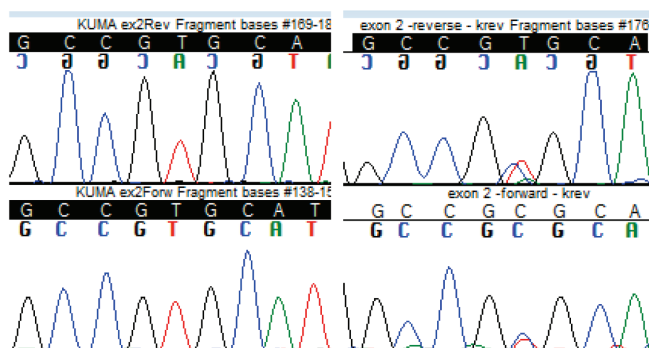 KUMA ex2Rev Fragment bases #169-18
G C C G T G C A
C G G C A C G T A
exon 2 -reverse - krev Fragment bases #176
G C C G T G C A
C G G C A C G T
KUMA ex2Forw Fragment bases #138-15
G C C G T G C A T
G C C G T G C A T
exon 2 -forward - krev
G C C G C G C A
G C C G C G C A